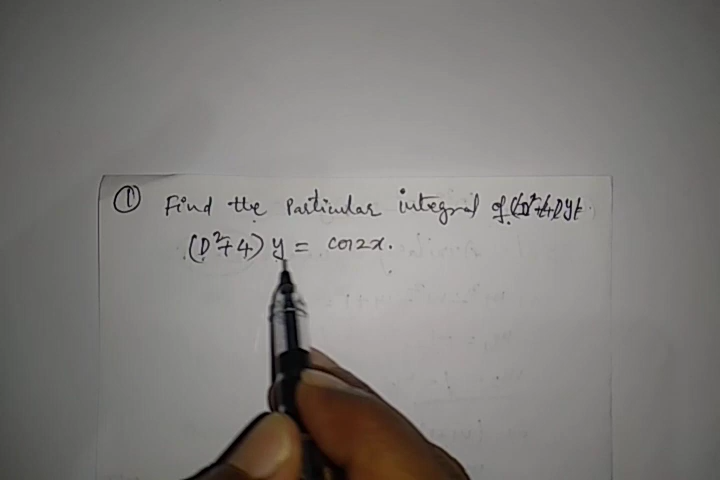 ① Find the Particular integral of
(D²+4) y = cos2x.